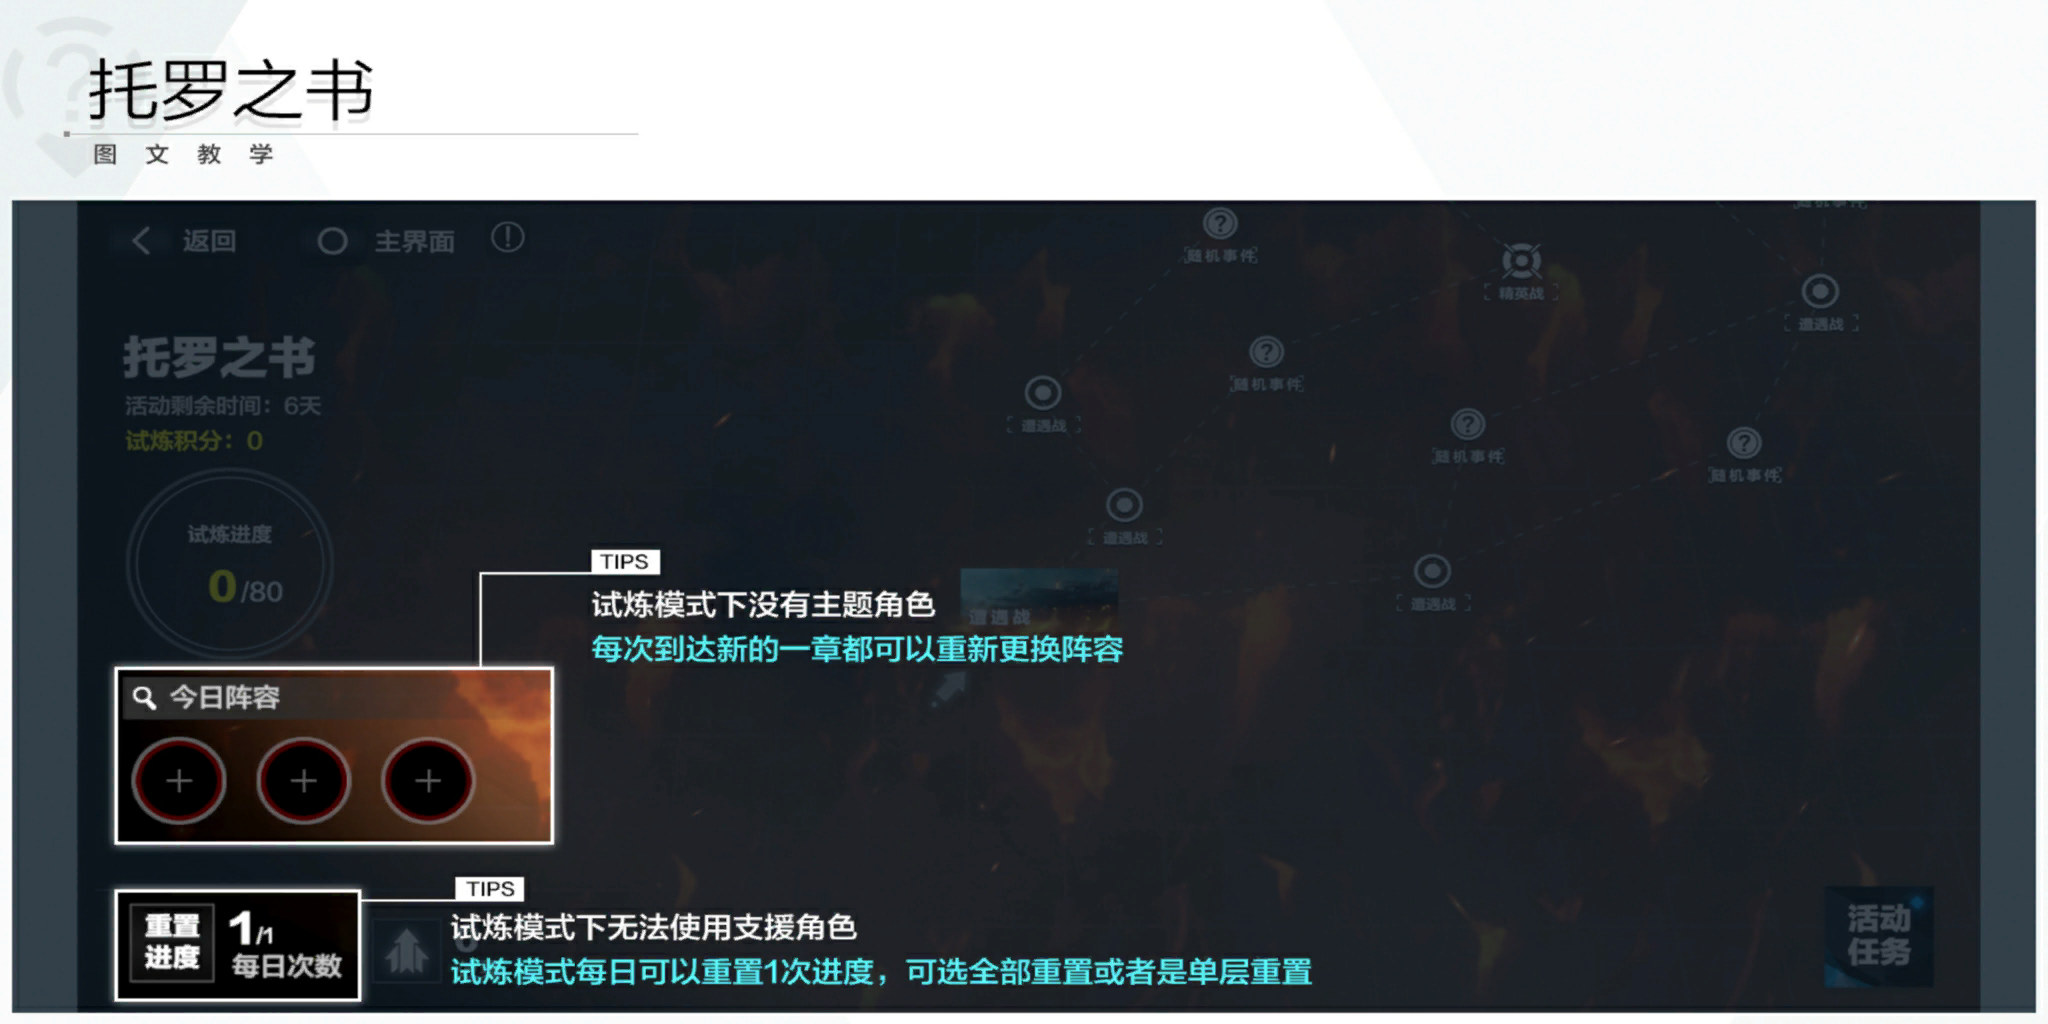 托罗之书
图文教学
返回
主界面
随机事件
随机事件
精英战
遭遇战
随机事件
托罗之书
活动剩余时间：6天
试炼积分：0
遭遇战
随机事件
随机事件
试炼进度
0/80
遭遇战
TIPS
试炼模式下没有主题角色
遭遇战
遭遇战
每次到达新的一章都可以重新更换阵容
今日阵容
TIPS
重置
进度
1/1
每日次数
试炼模式下无法使用支援角色
试炼模式每日可以重置1次进度，可选全部重置或者是单层重置
活动
任务